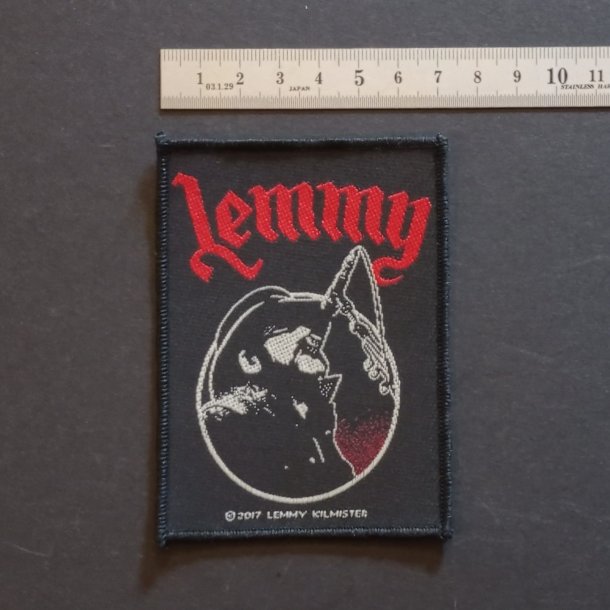 1 2 3 4 5 6 7 8 9 10 11
03.1.29 JAPAN STAINLESS HAR
Lemmy
© 2017 LEMMY KILMISTER